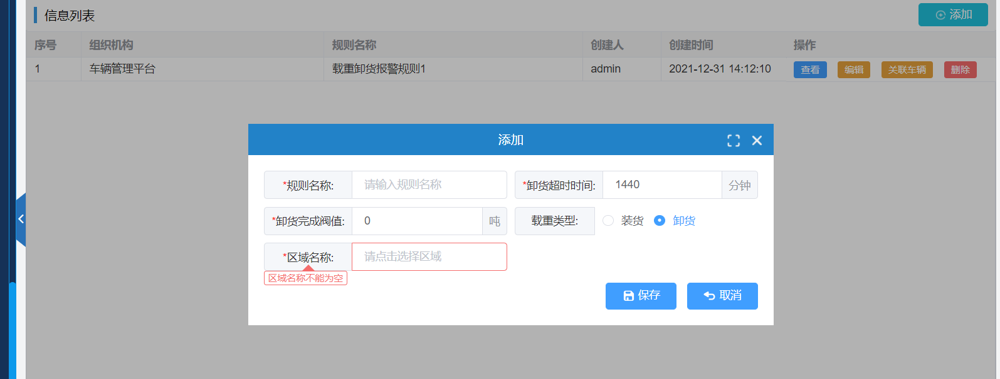 信息列表
添加
序号 组织机构 规则名称 创建人 创建时间 操作
1 车辆管理平台 载重卸货报警规则1 admin 2021-12-31 14:12:10 查看 编辑 关联车辆 删除
添加
*规则名称: 请输入规则名称 *卸货超时时间: 1440 分钟
*卸货完成阀值: 0 吨 载重类型: 装货 卸货
*区域名称: 请点击选择区域
区域名称不能为空
保存 取消